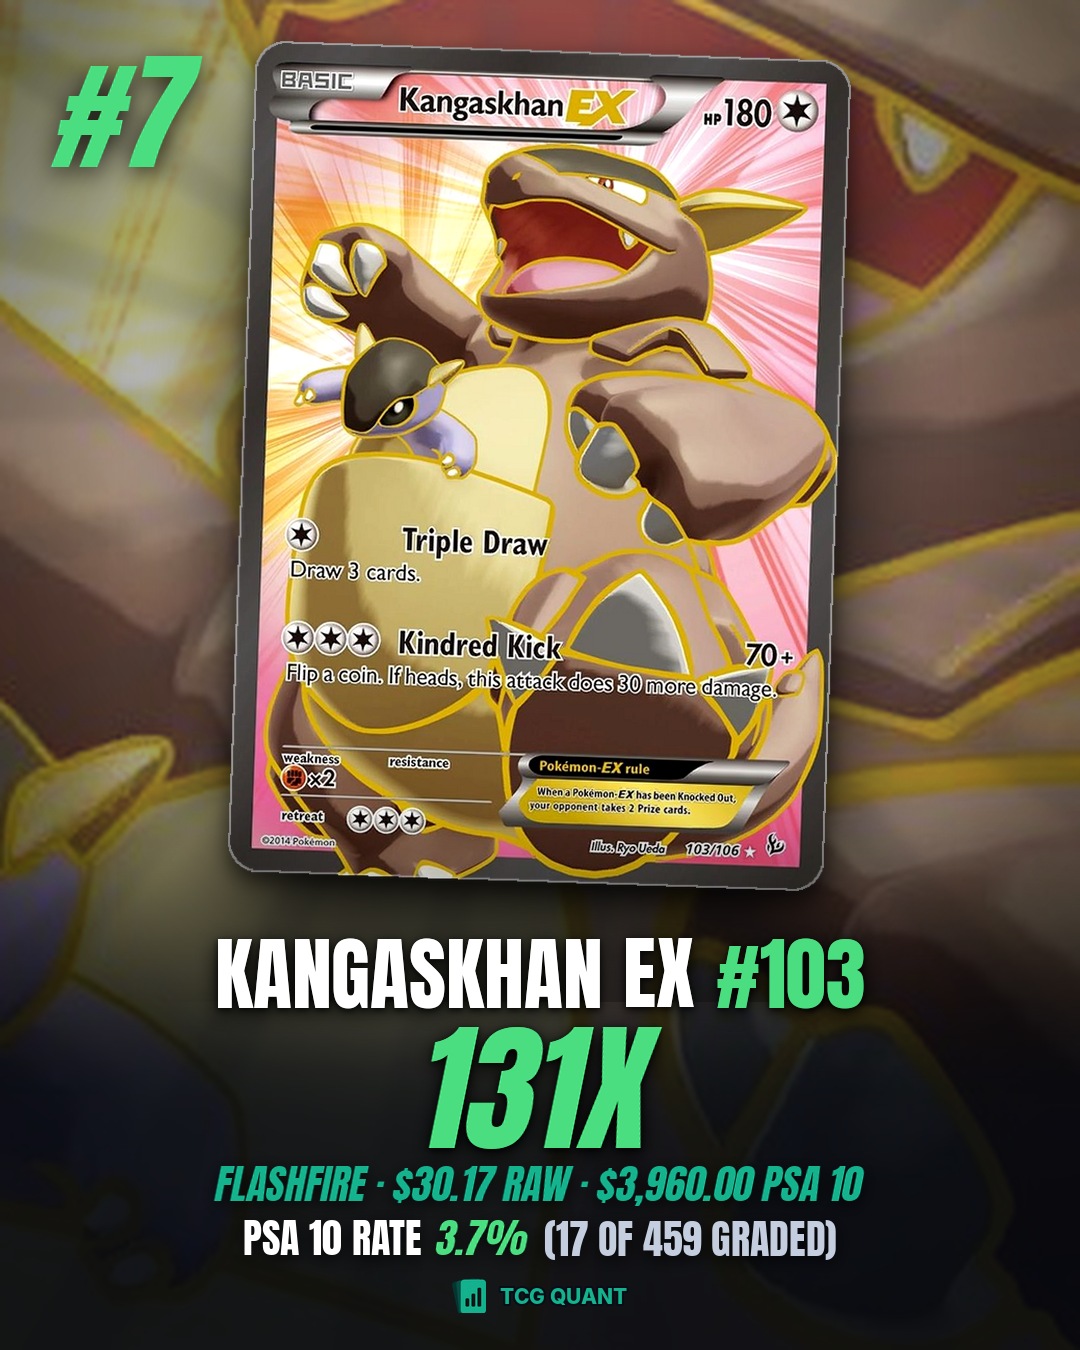 #7
BASIC
Kangaskhan EX
HP 180
Triple Draw
Draw 3 cards.
Kindred Kick 70+
Flip a coin. If heads, this attack does 30 more damage.
weakness
×2
resistance
retreat
Pokémon-EX rule
When a Pokémon-EX has been Knocked Out,
your opponent takes 2 Prize cards.
©2014 Pokémon
Illus. Ryo Ueda
103/106
KANGASKHAN EX #103
131X
FLASHFIRE · $30.17 RAW · $3,960.00 PSA 10
PSA 10 RATE 3.7% (17 OF 459 GRADED)
TCG QUANT